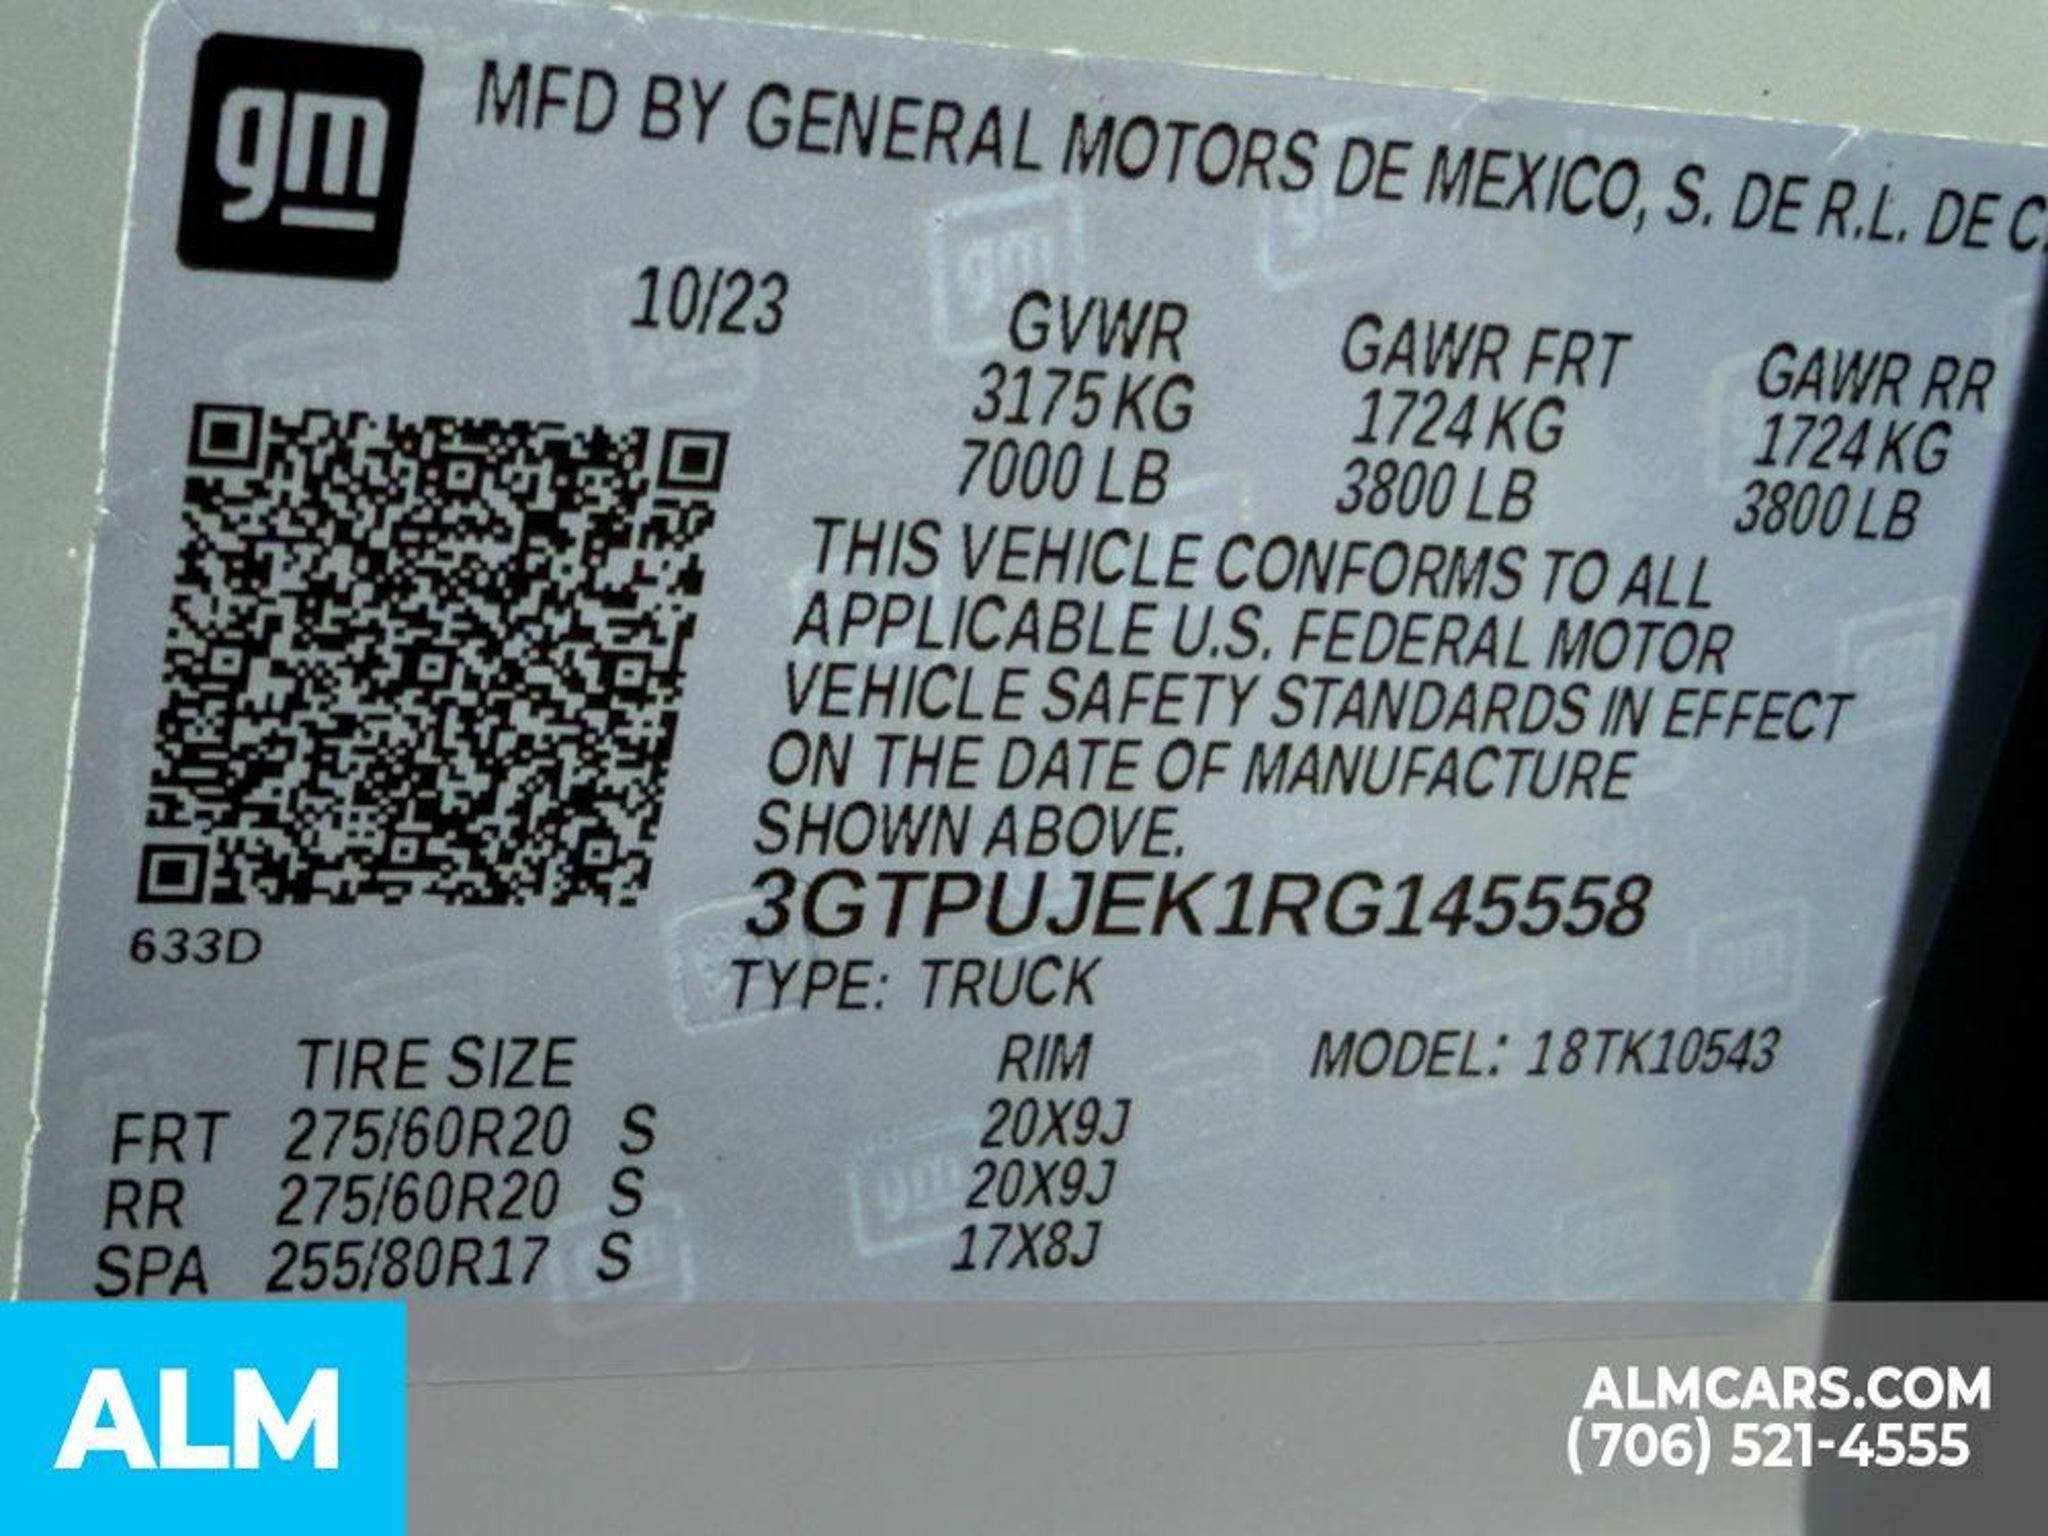 gm
MFD BY GENERAL MOTORS DE MEXICO, S. DE R.L. DE C.
10/23
GVWR GAWR FRT GAWR RR
3175 KG 1724 KG 1724 KG
7000 LB 3800 LB 3800 LB
THIS VEHICLE CONFORMS TO ALL
APPLICABLE U.S. FEDERAL MOTOR
VEHICLE SAFETY STANDARDS IN EFFECT
ON THE DATE OF MANUFACTURE
SHOWN ABOVE.
3GTPUJEK1RG145558
633D
TYPE: TRUCK
TIRE SIZE RIM MODEL: 18TK10543
FRT 275/60R20 S 20X9J
RR 275/60R20 S 20X9J
SPA 255/80R17 S 17X8J
ALM
ALMCARS.COM
(706) 521-4555